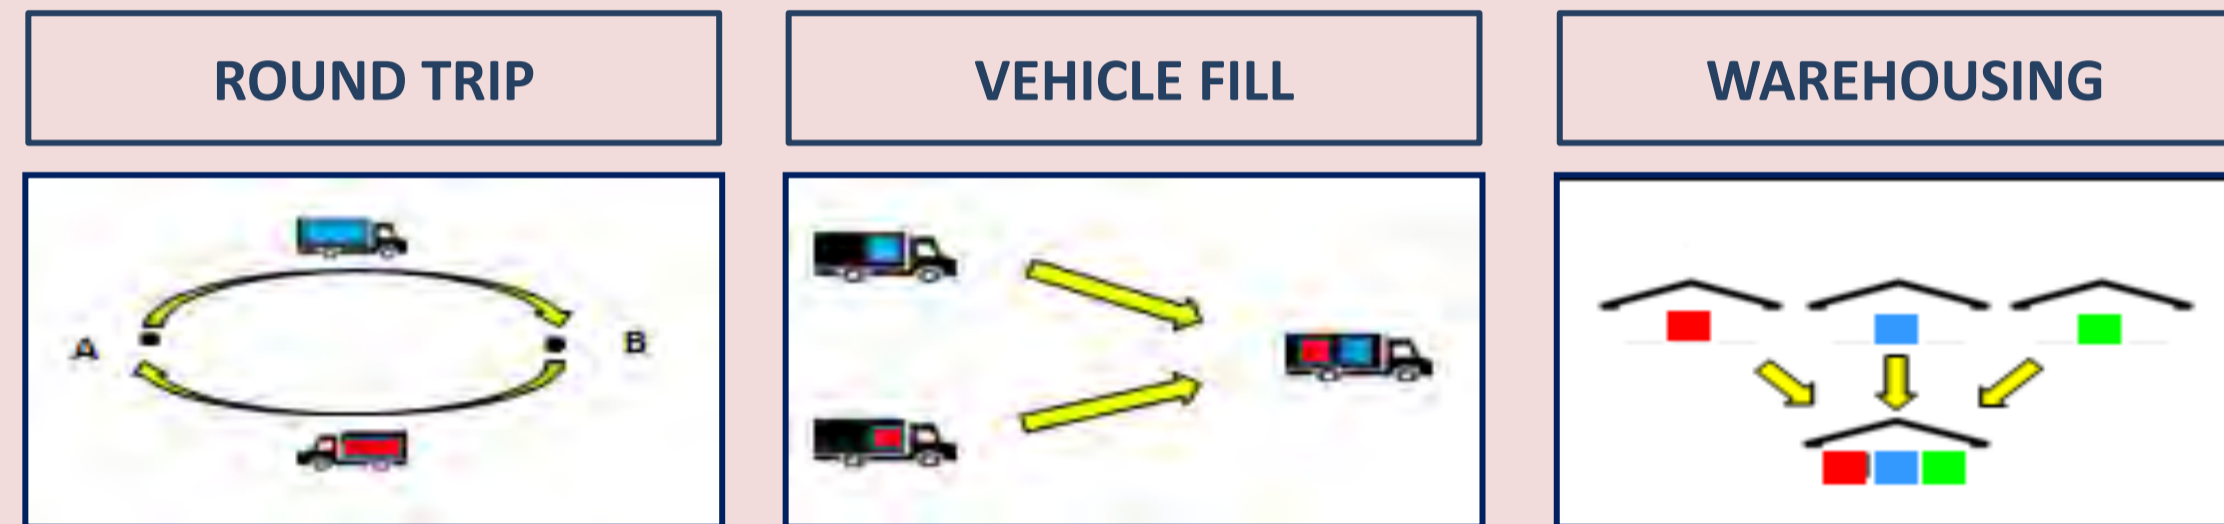 ROUND TRIP
VEHICLE FILL
WAREHOUSING
A
B